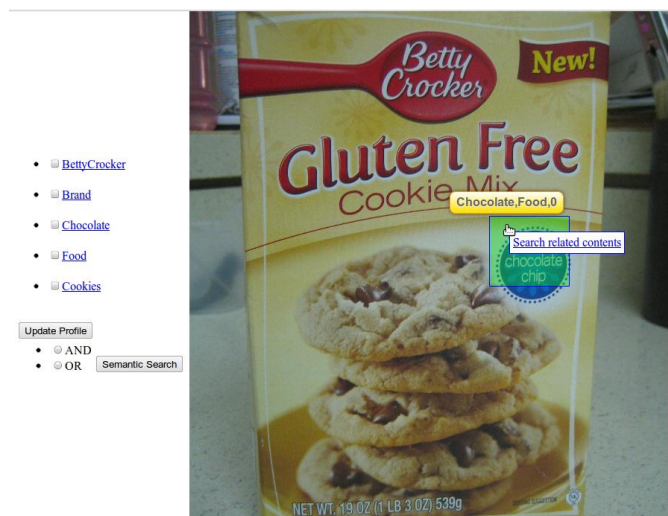 BettyCrocker
Brand
Chocolate
Food
Cookies
Update Profile
AND
OR
Semantic Search
Betty
Crocker
New!
Gluten Free
Cookie Mix
Chocolate,Food,0
Search related contents
chocolate
chip
NET WT. 19 OZ (1 LB 3 OZ) 539g